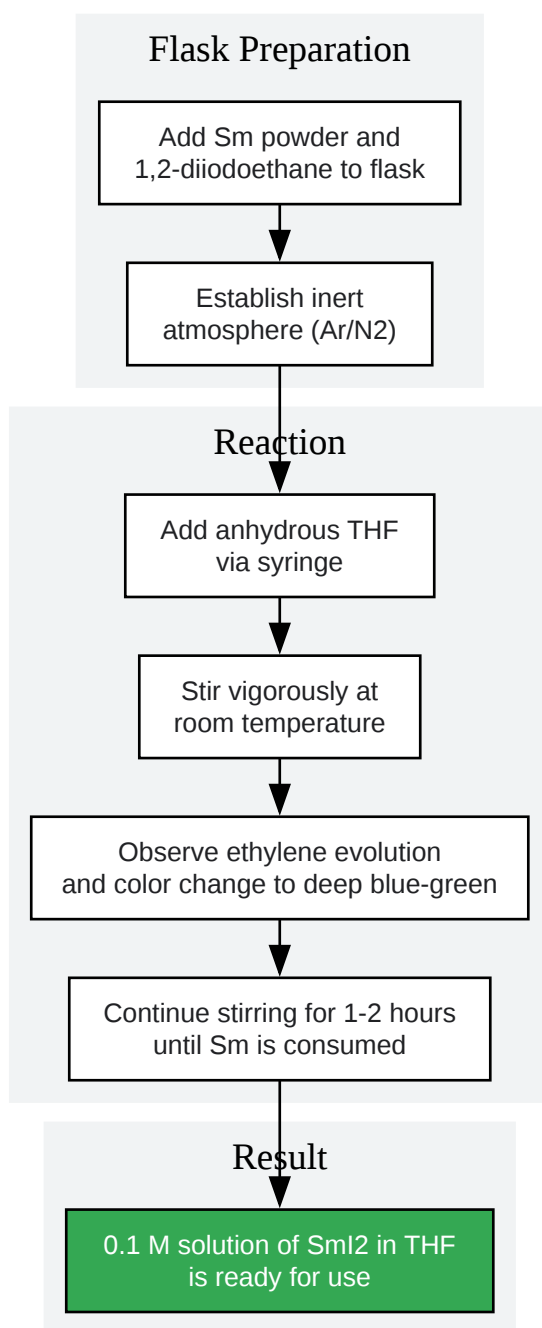 Flask Preparation
Add Sm powder and
1,2-diiodoethane to flask
Establish inert
atmosphere (Ar/N2)
Reaction
Add anhydrous THF
via syringe
Stir vigorously at
room temperature
Observe ethylene evolution
and color change to deep blue-green
Continue stirring for 1-2 hours
until Sm is consumed
Result
0.1 M solution of SmI2 in THF
is ready for use